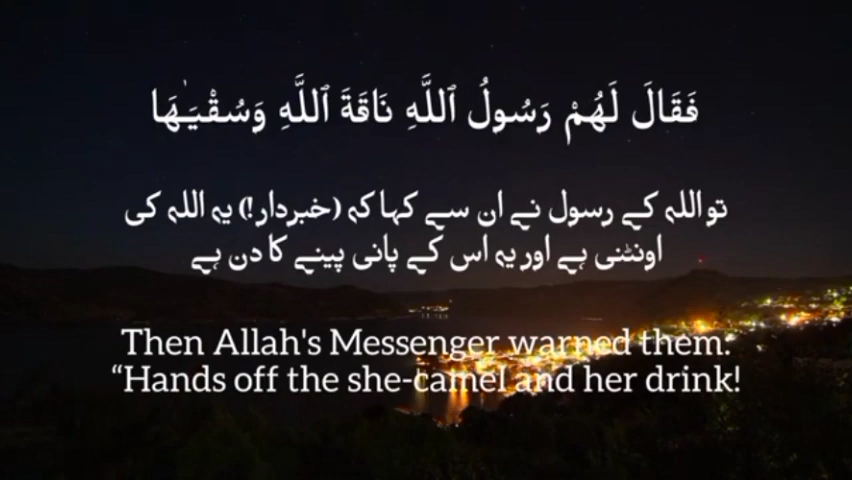 فَقَالَ لَهُمْ رَسُولُ ٱللَّهِ نَاقَةَ ٱللَّهِ وَسُقْيَـٰهَا
تو اللہ کے رسول نے ان سے کہا کہ (خبردار!) یہ اللہ کی
اونٹنی ہے اور یہ اس کے پانی پینے کا دن ہے
Then Allah's Messenger warned them.
“Hands off the she-camel and her drink!